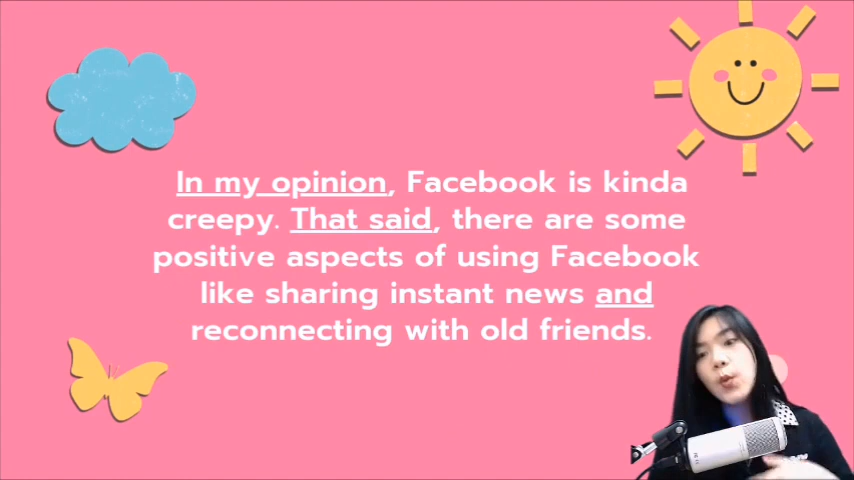 In my opinion, Facebook is kinda
creepy. That said, there are some
positive aspects of using Facebook
like sharing instant news and
reconnecting with old friends.